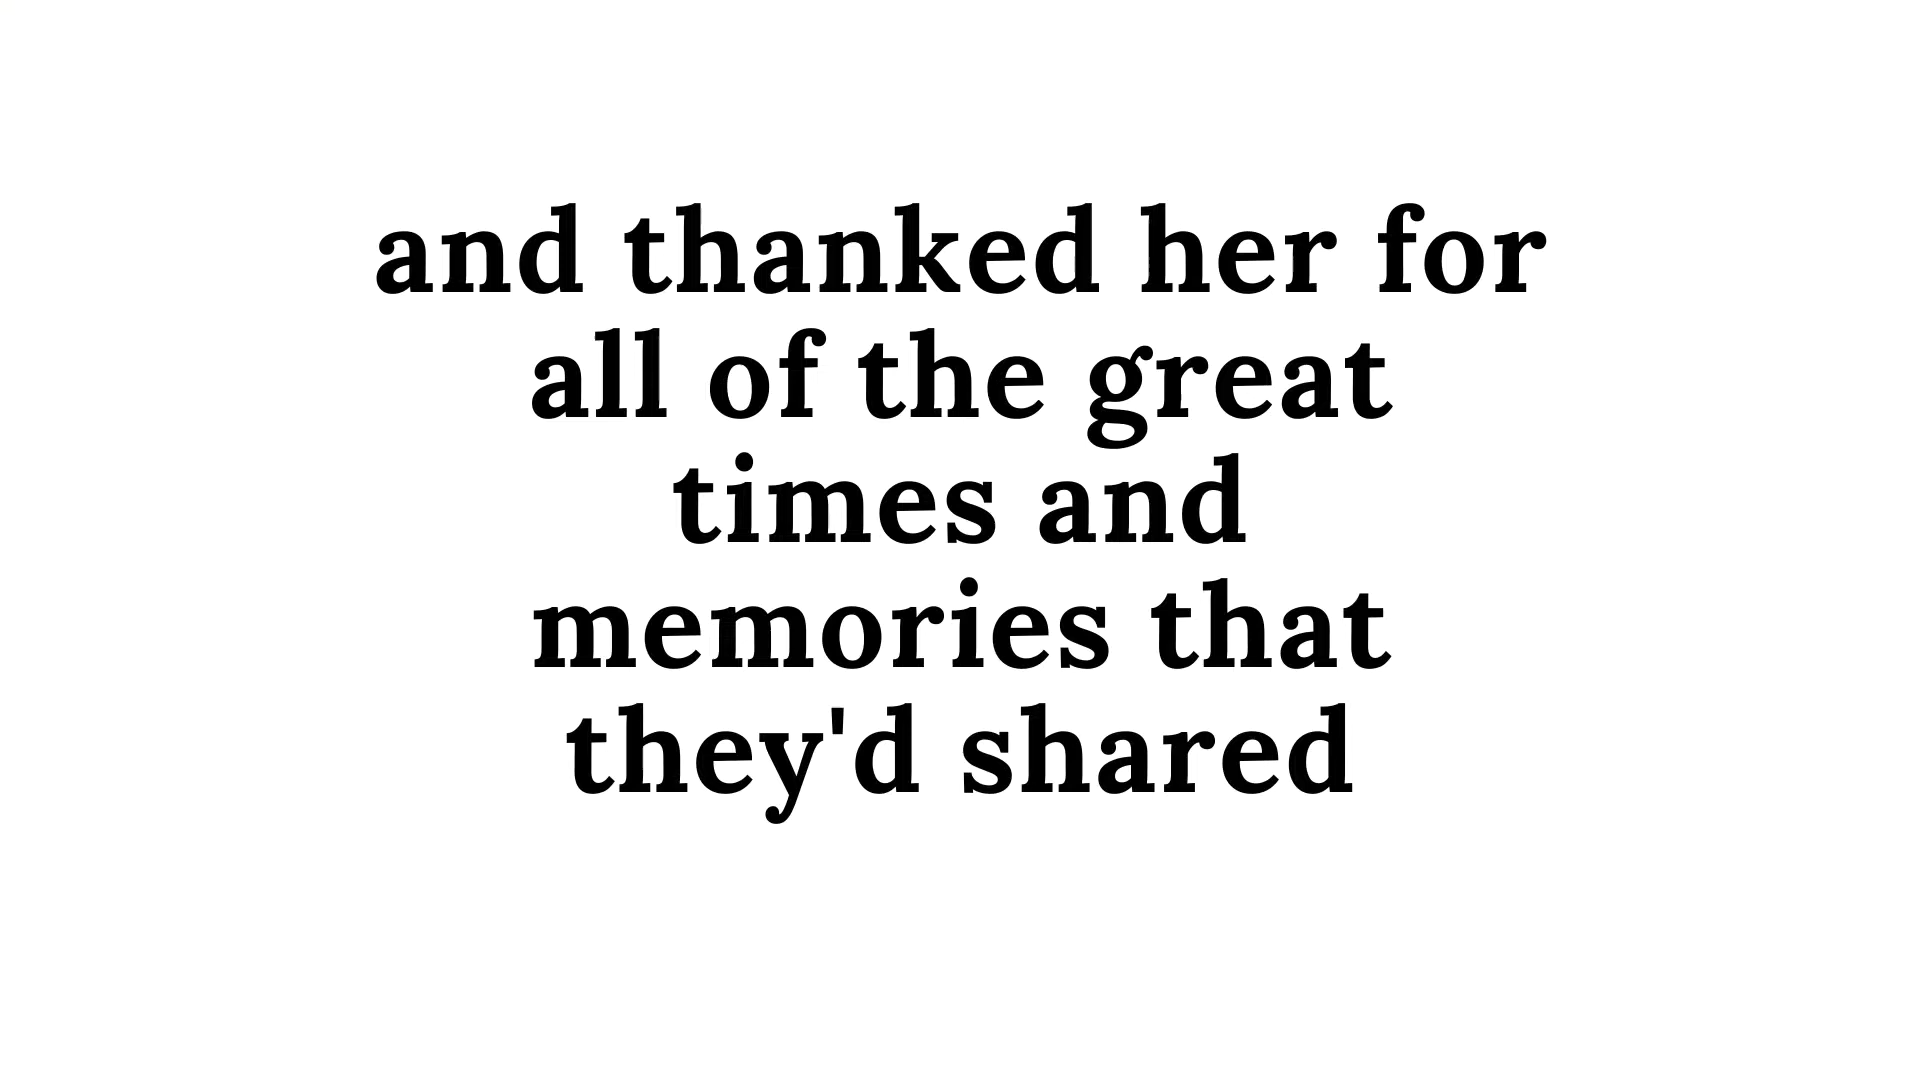 and thanked her for
all of the great
times and
memories that
they'd shared